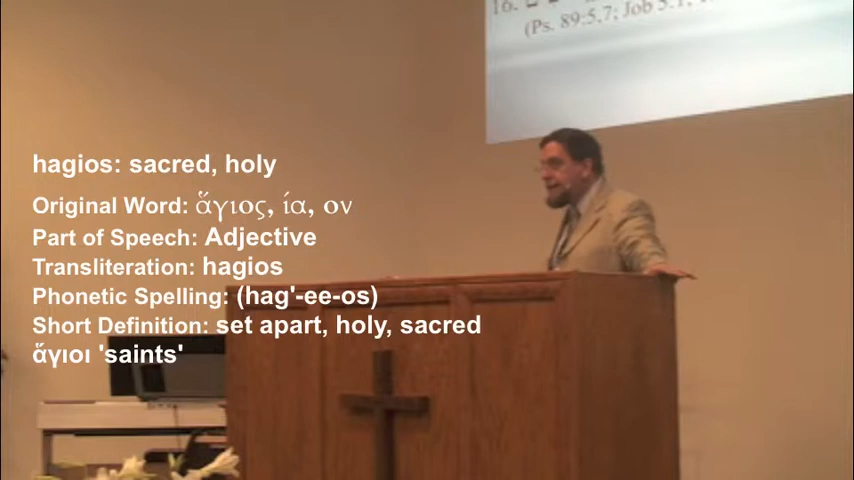 16.
(Ps. 89:5,7; Job 5:1,
hagios: sacred, holy
Original Word: ἅγιος, ία, ον
Part of Speech: Adjective
Transliteration: hagios
Phonetic Spelling: (hag'-ee-os)
Short Definition: set apart, holy, sacred
ἅγιοι 'saints'